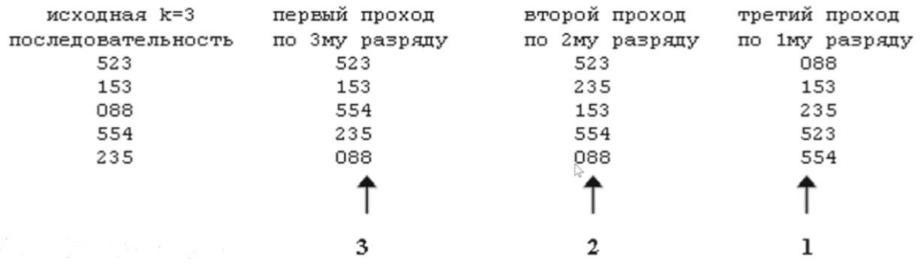 исходная k=3 первый проход второй проход третий проход
последовательность по 3му разряду по 2му разряду по 1му разряду
523 523 523 088
153 153 235 153
088 554 153 235
554 235 554 523
235 088 088 554
3 2 1